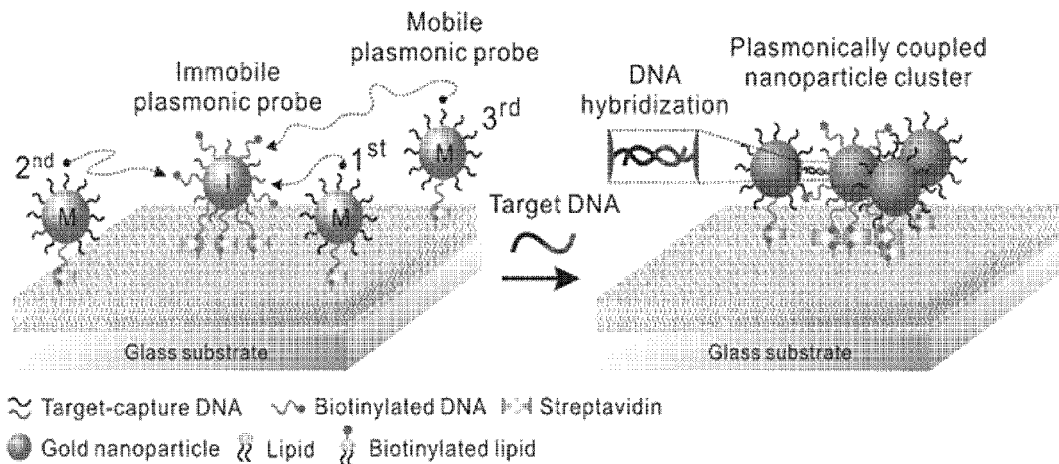 Mobile
plasmonic probe
Immobile
plasmonic probe
2nd
1st
3rd
M
I
M
M
Target DNA
DNA
hybridization
Plasmonically coupled
nanoparticle cluster
Glass substrate
Glass substrate
Target-capture DNA
Biotinylated DNA
Streptavidin
Gold nanoparticle
Lipid
Biotinylated lipid